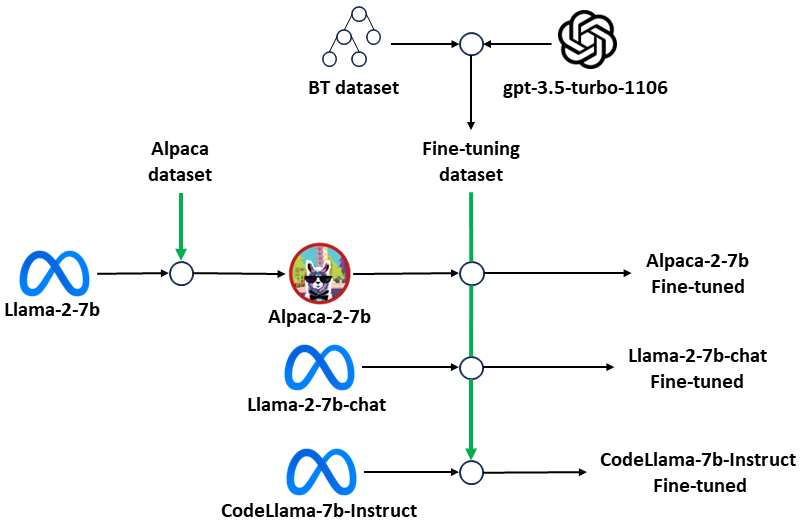 BT dataset
gpt-3.5-turbo-1106
Alpaca
dataset
Fine-tuning
dataset
Llama-2-7b
Alpaca-2-7b
Alpaca-2-7b
Fine-tuned
Llama-2-7b-chat
Llama-2-7b-chat
Fine-tuned
CodeLlama-7b-Instruct
CodeLlama-7b-Instruct
Fine-tuned